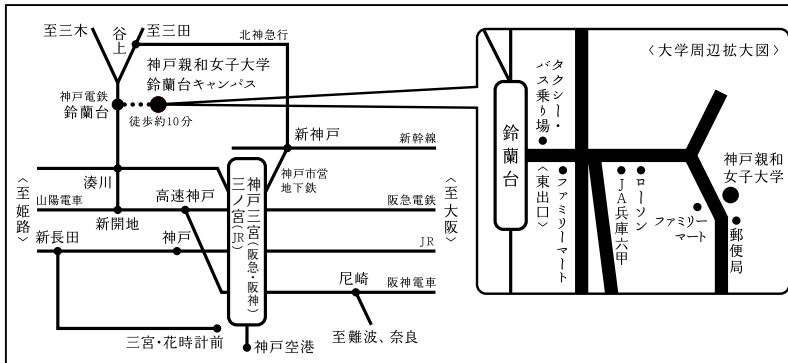 至三木
谷上
至三田
北神急行
神戸親和女子大学
鈴蘭台キャンパス
神戸電鉄
鈴蘭台
徒歩約10分
新神戸
新幹線
神戸市営
地下鉄
湊川
〈至姫路〉
山陽電車
新開地
高速神戸
神戸三宮(阪急・阪神)
三ノ宮(JR)
阪急電鉄
〈至大阪〉
新長田
神戸
JR
尼崎
阪神電車
三宮・花時計前
神戸空港
至難波、奈良
〈大学周辺拡大図〉
タクシー・
バス乗り場
鈴蘭台
〈東出口〉
ファミリーマート
JA兵庫六甲
ローソン
ファミリー
マート
神戸親和
女子大学
郵便局